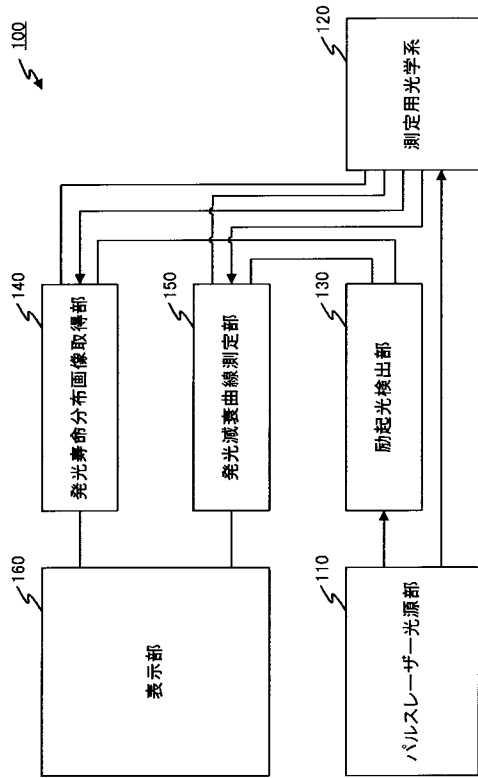 100
160
表示部
140
発光寿命分布画像取得部
150
発光減衰曲線測定部
120
測定用光学系
110
パルスレーザー光源部
130
励起光検出部